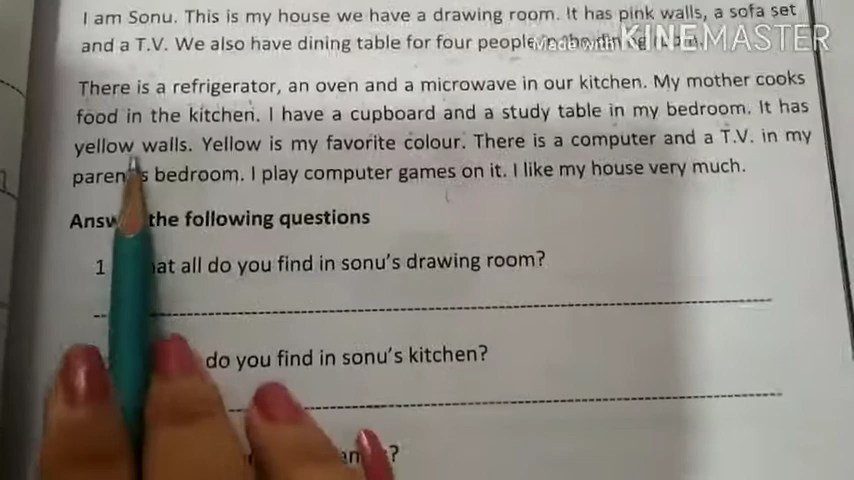 I am Sonu. This is my house we have a drawing room. It has pink walls, a sofa set
and a T.V. We also have dining table for four people
Made with KINEMASTER
There is a refrigerator, an oven and a microwave in our kitchen. My mother cooks
food in the kitchen. I have a cupboard and a study table in my bedroom. It has
yellow walls. Yellow is my favorite colour. There is a computer and a T.V. in my
bedroom. I play computer games on it. I like my house very much.
the following questions
1 all do you find in sonu's drawing room?
do you find in sonu's kitchen?